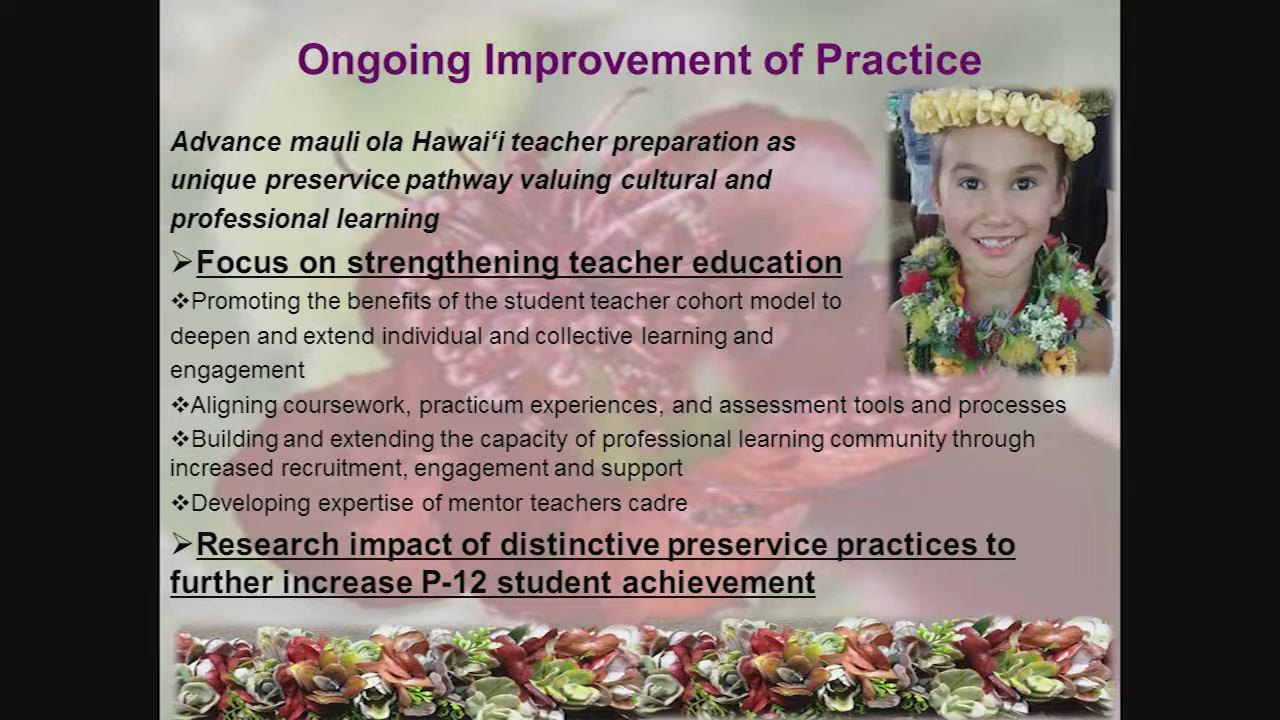 Ongoing Improvement of Practice
Advance mauli ola Hawaiʻi teacher preparation as
unique preservice pathway valuing cultural and
professional learning
➢Focus on strengthening teacher education
❖Promoting the benefits of the student teacher cohort model to
deepen and extend individual and collective learning and
engagement
❖Aligning coursework, practicum experiences, and assessment tools and processes
❖Building and extending the capacity of professional learning community through
increased recruitment, engagement and support
❖Developing expertise of mentor teachers cadre
➢Research impact of distinctive preservice practices to
further increase P-12 student achievement